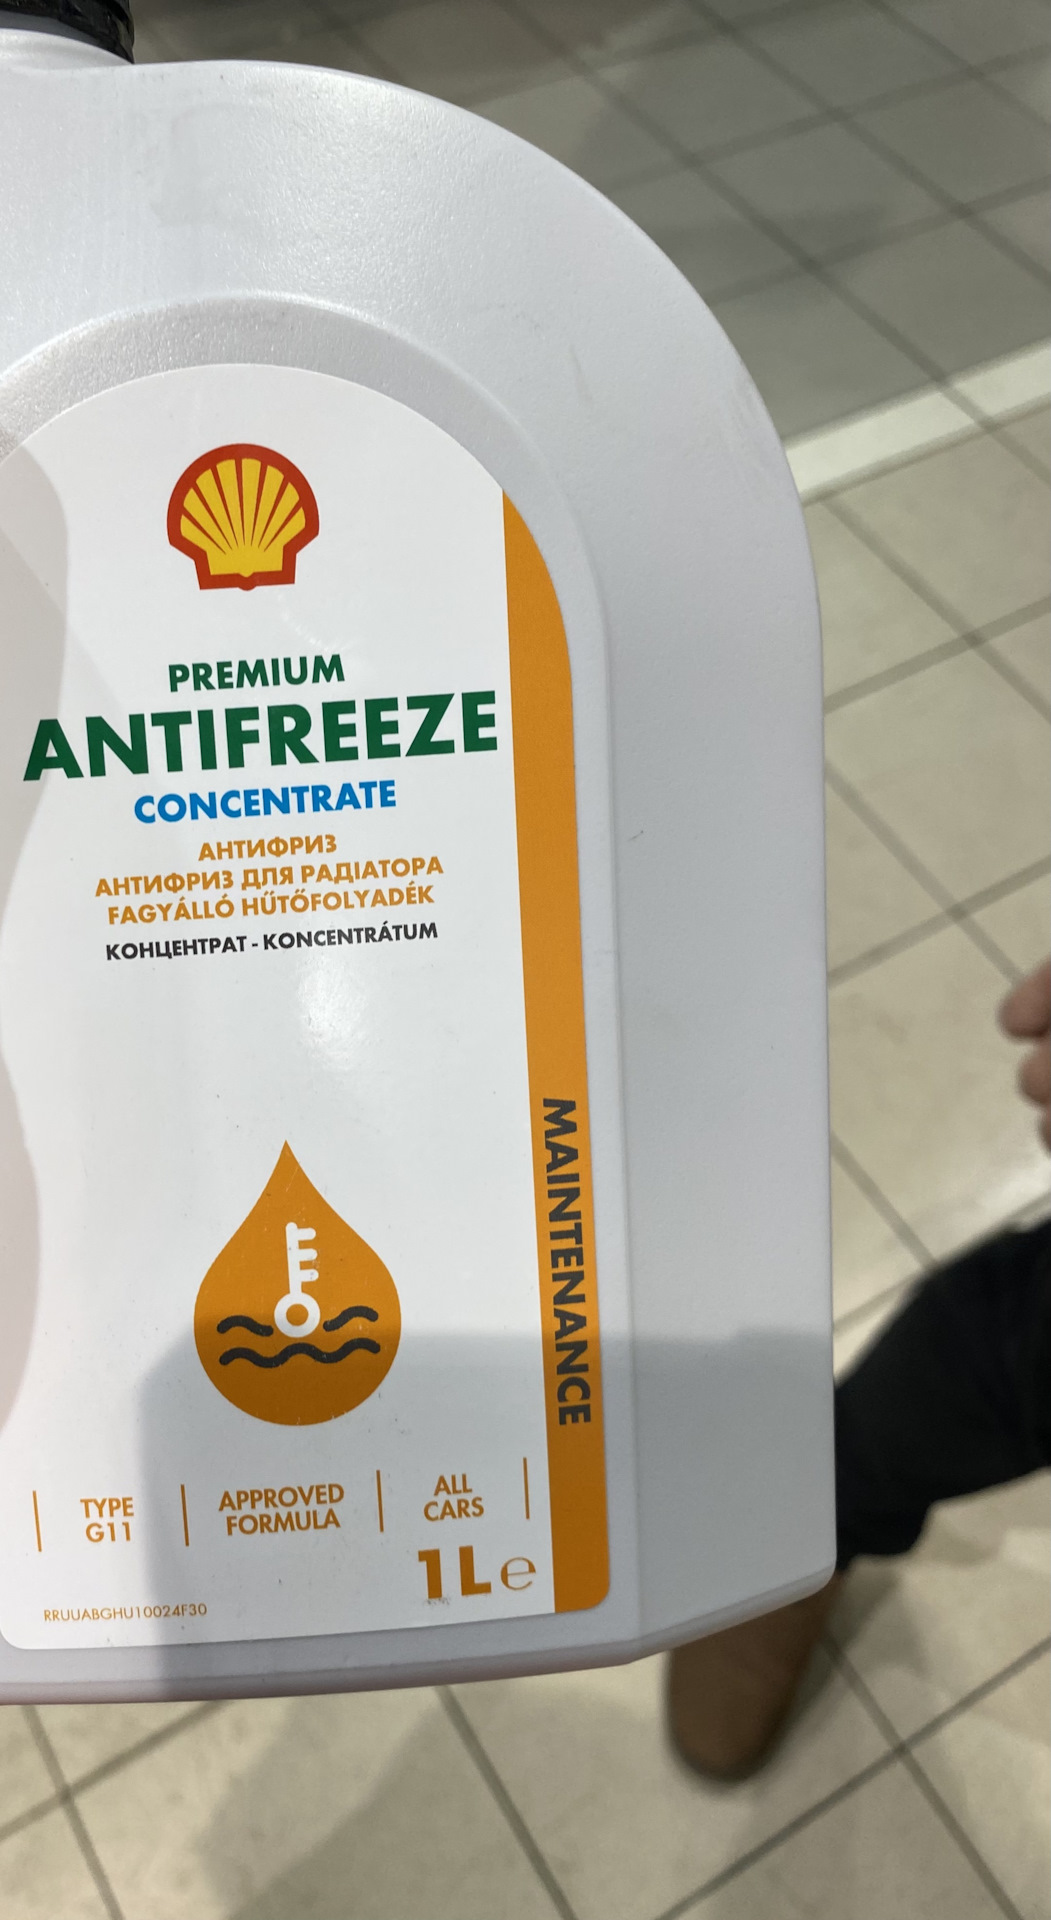 PREMIUM
ANTIFREEZE
CONCENTRATE
АНТИФРИЗ
АНТИФРИЗ ДЛЯ РАДІАТОРА
FAGYÁLLÓ HŰTŐFOLYADÉK
КОНЦЕНТРАТ - KONCENTRÁTUM
MAINTENANCE
TYPE
G11
APPROVED
FORMULA
ALL
CARS
1L e
RRUUABGHU10024F30